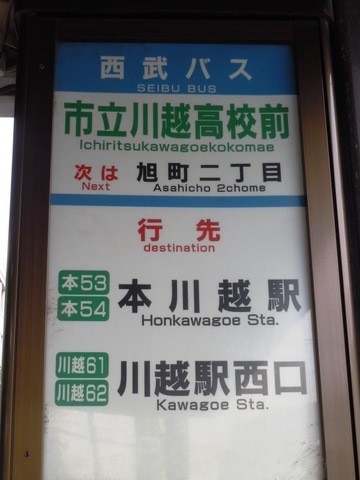 西武バス
SEIBU BUS
市立川越高校前
Ichiritsukawagoekokomae
次は 旭町二丁目
Next Asahicho 2chome
行先
destination
本53
本54
本川越駅
Honkawagoe Sta.
川越61
川越62
川越駅西口
Kawagoe Sta.